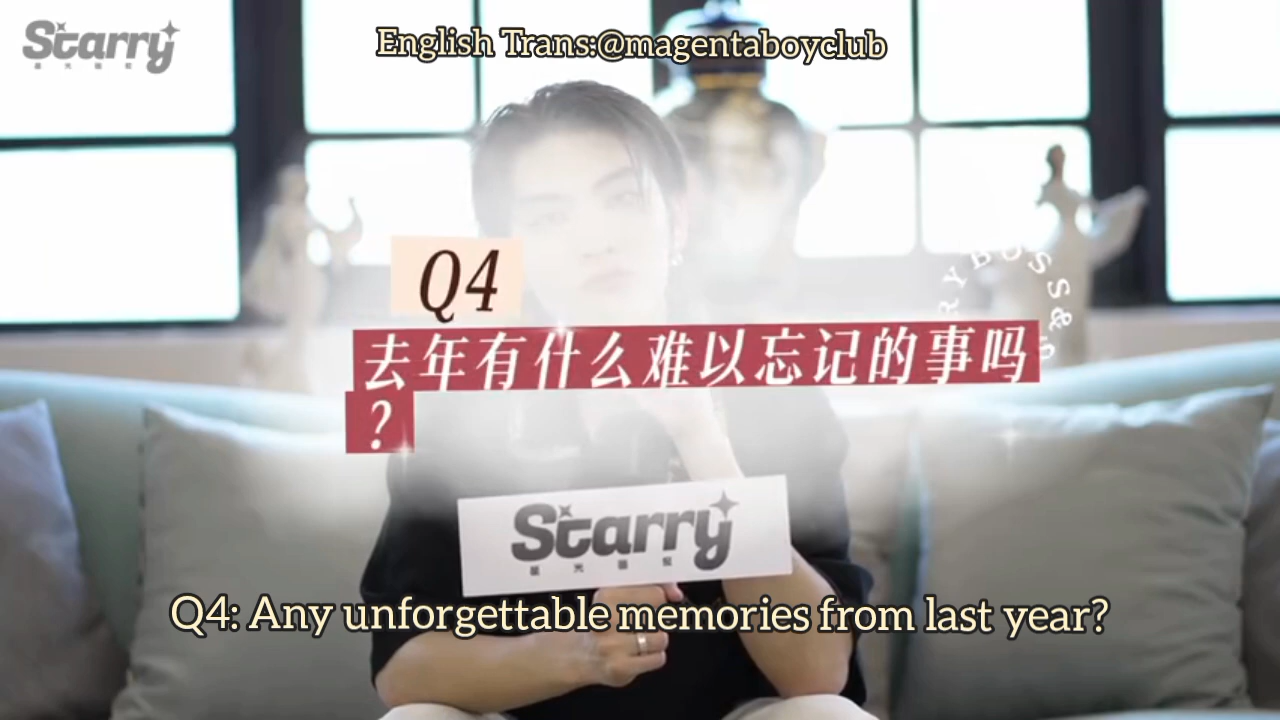 Starry
English Trans:@magentaboyclub
Q4
去年有什么难以忘记的事吗
?
RYBOSS&S
Starry
Q4: Any unforgettable memories from last year?